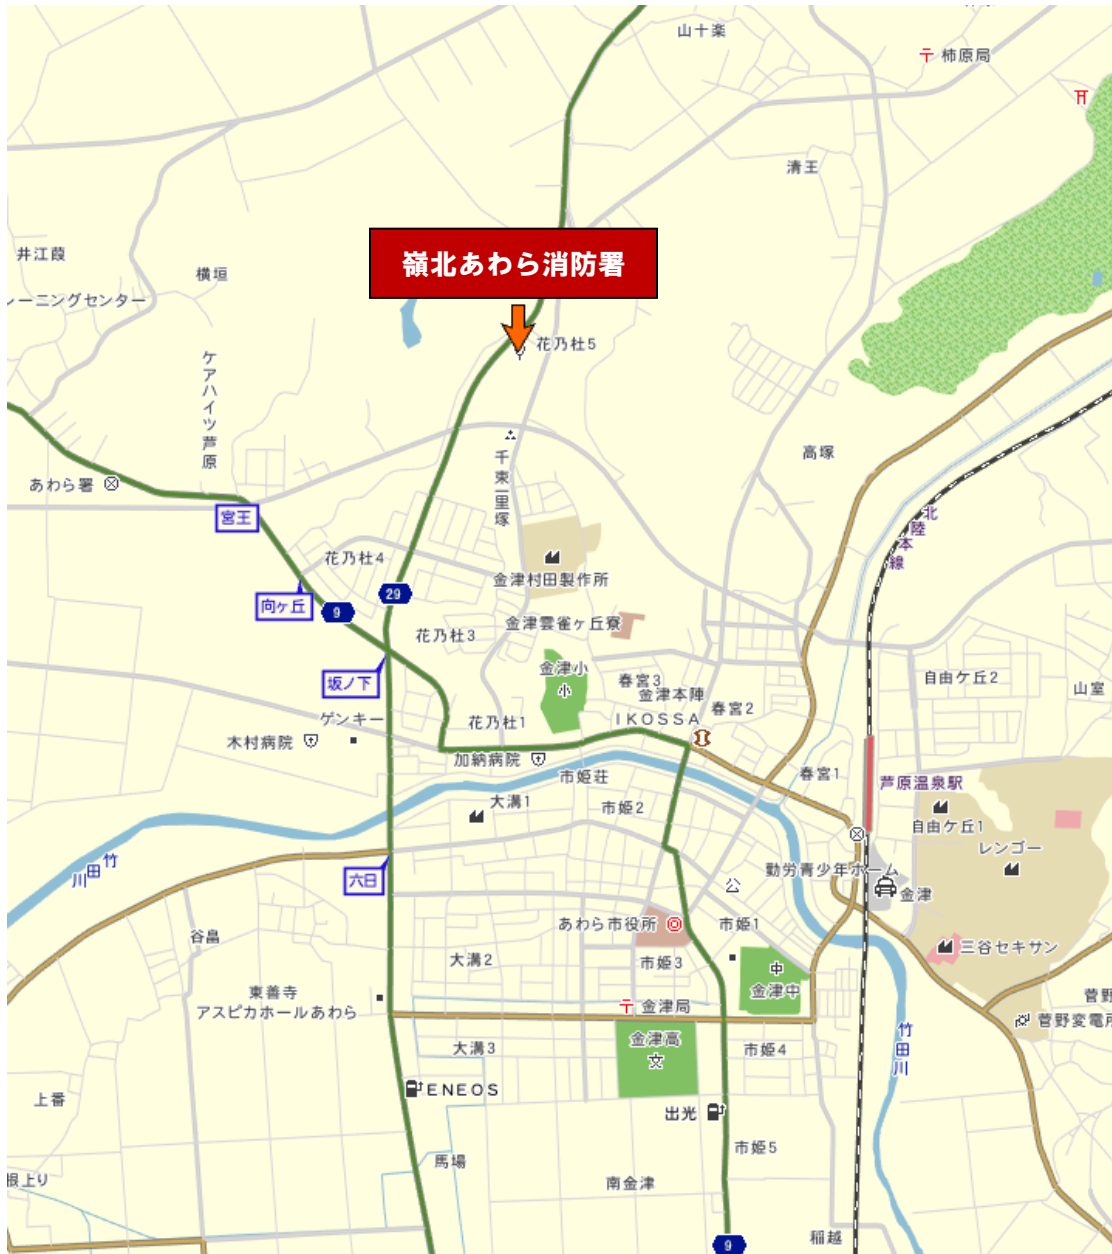 山十楽
〒 柿原局
清王
井江葭
横垣
レーニングセンター
嶺北あわら消防署
花乃杜5
ケアハイツ芦原
千束一里塚
高塚
あわら署
宮王
北陸本線
花乃杜4
金津村田製作所
29
向ヶ丘
9
花乃杜3
金津雲雀ヶ丘寮
坂ノ下
金津小
小
春宮3
金津本陣
IKOSSA
春宮2
自由ケ丘2
山室
ゲンキー
花乃杜1
木村病院
加納病院
市姫荘
春宮1
芦原温泉駅
大溝1
市姫2
自由ケ丘1
レンゴー
竹田川
六日
勤労青少年ホーム
金津
公
あわら市役所
市姫1
谷畠
大溝2
市姫3
中
金津中
三谷セキサン
東善寺
アスピカホールあわら
〒 金津局
菅野
菅野変電所
大溝3
金津高
文
市姫4
竹田川
ENEOS
上番
出光
馬場
市姫5
根上り
南金津
稲越
9